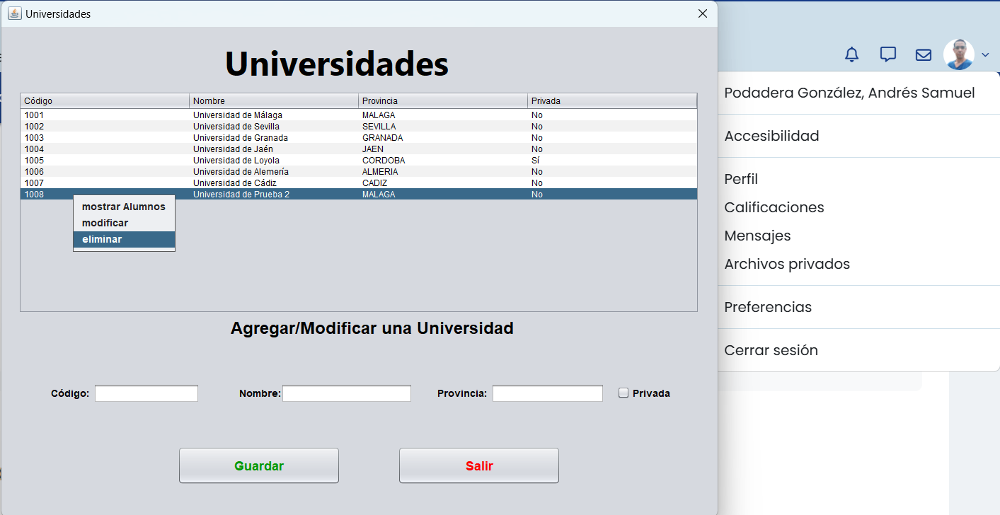 Universidades
Universidades
Código Nombre Provincia Privada
1001 Universidad de Málaga MALAGA No
1002 Universidad de Sevilla SEVILLA No
1003 Universidad de Granada GRANADA No
1004 Universidad de Jaén JAEN No
1005 Universidad de Loyola CORDOBA Sí
1006 Universidad de Alemería ALMERIA No
1007 Universidad de Cádiz CADIZ No
1008 Universidad de Prueba 2 MALAGA No
mostrar Alumnos
modificar
eliminar
Agregar/Modificar una Universidad
Código: Nombre: Provincia: Privada
Guardar Salir
Podadera González, Andrés Samuel
Accesibilidad
Perfil
Calificaciones
Mensajes
Archivos privados
Preferencias
Cerrar sesión